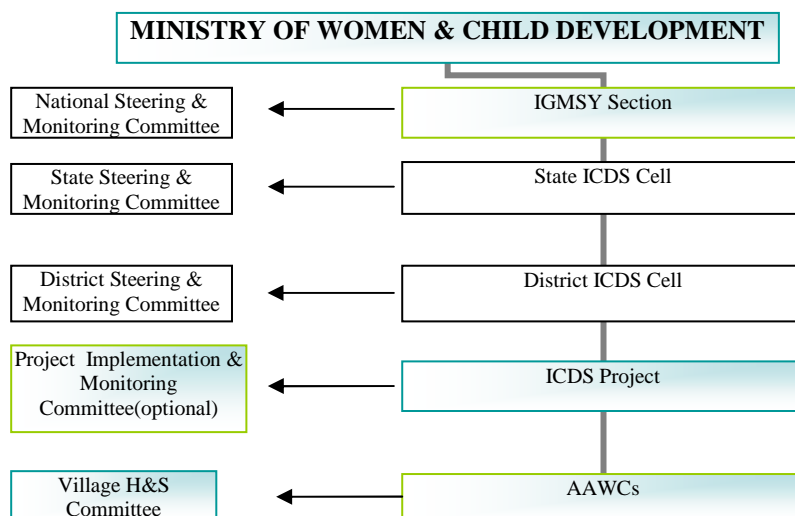 MINISTRY OF WOMEN & CHILD DEVELOPMENT
National Steering &
Monitoring Committee
IGMSY Section
State Steering &
Monitoring Committee
State ICDS Cell
District Steering &
Monitoring Committee
District ICDS Cell
Project Implementation &
Monitoring
Committee(optional)
ICDS Project
Village H&S
Committee
AAWCs